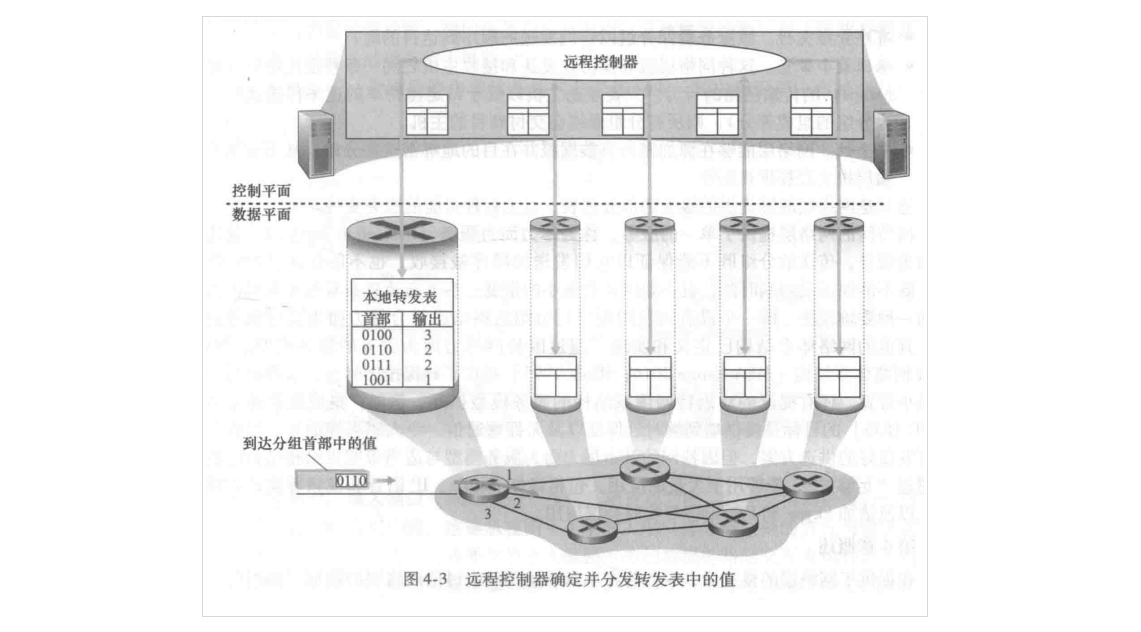 远程控制器
控制平面
数据平面
本地转发表
首部 输出
0100 3
0110 2
0111 2
1001 1
到达分组首部中的值
0110
1
2
3
图 4-3 远程控制器确定并分发转发表中的值